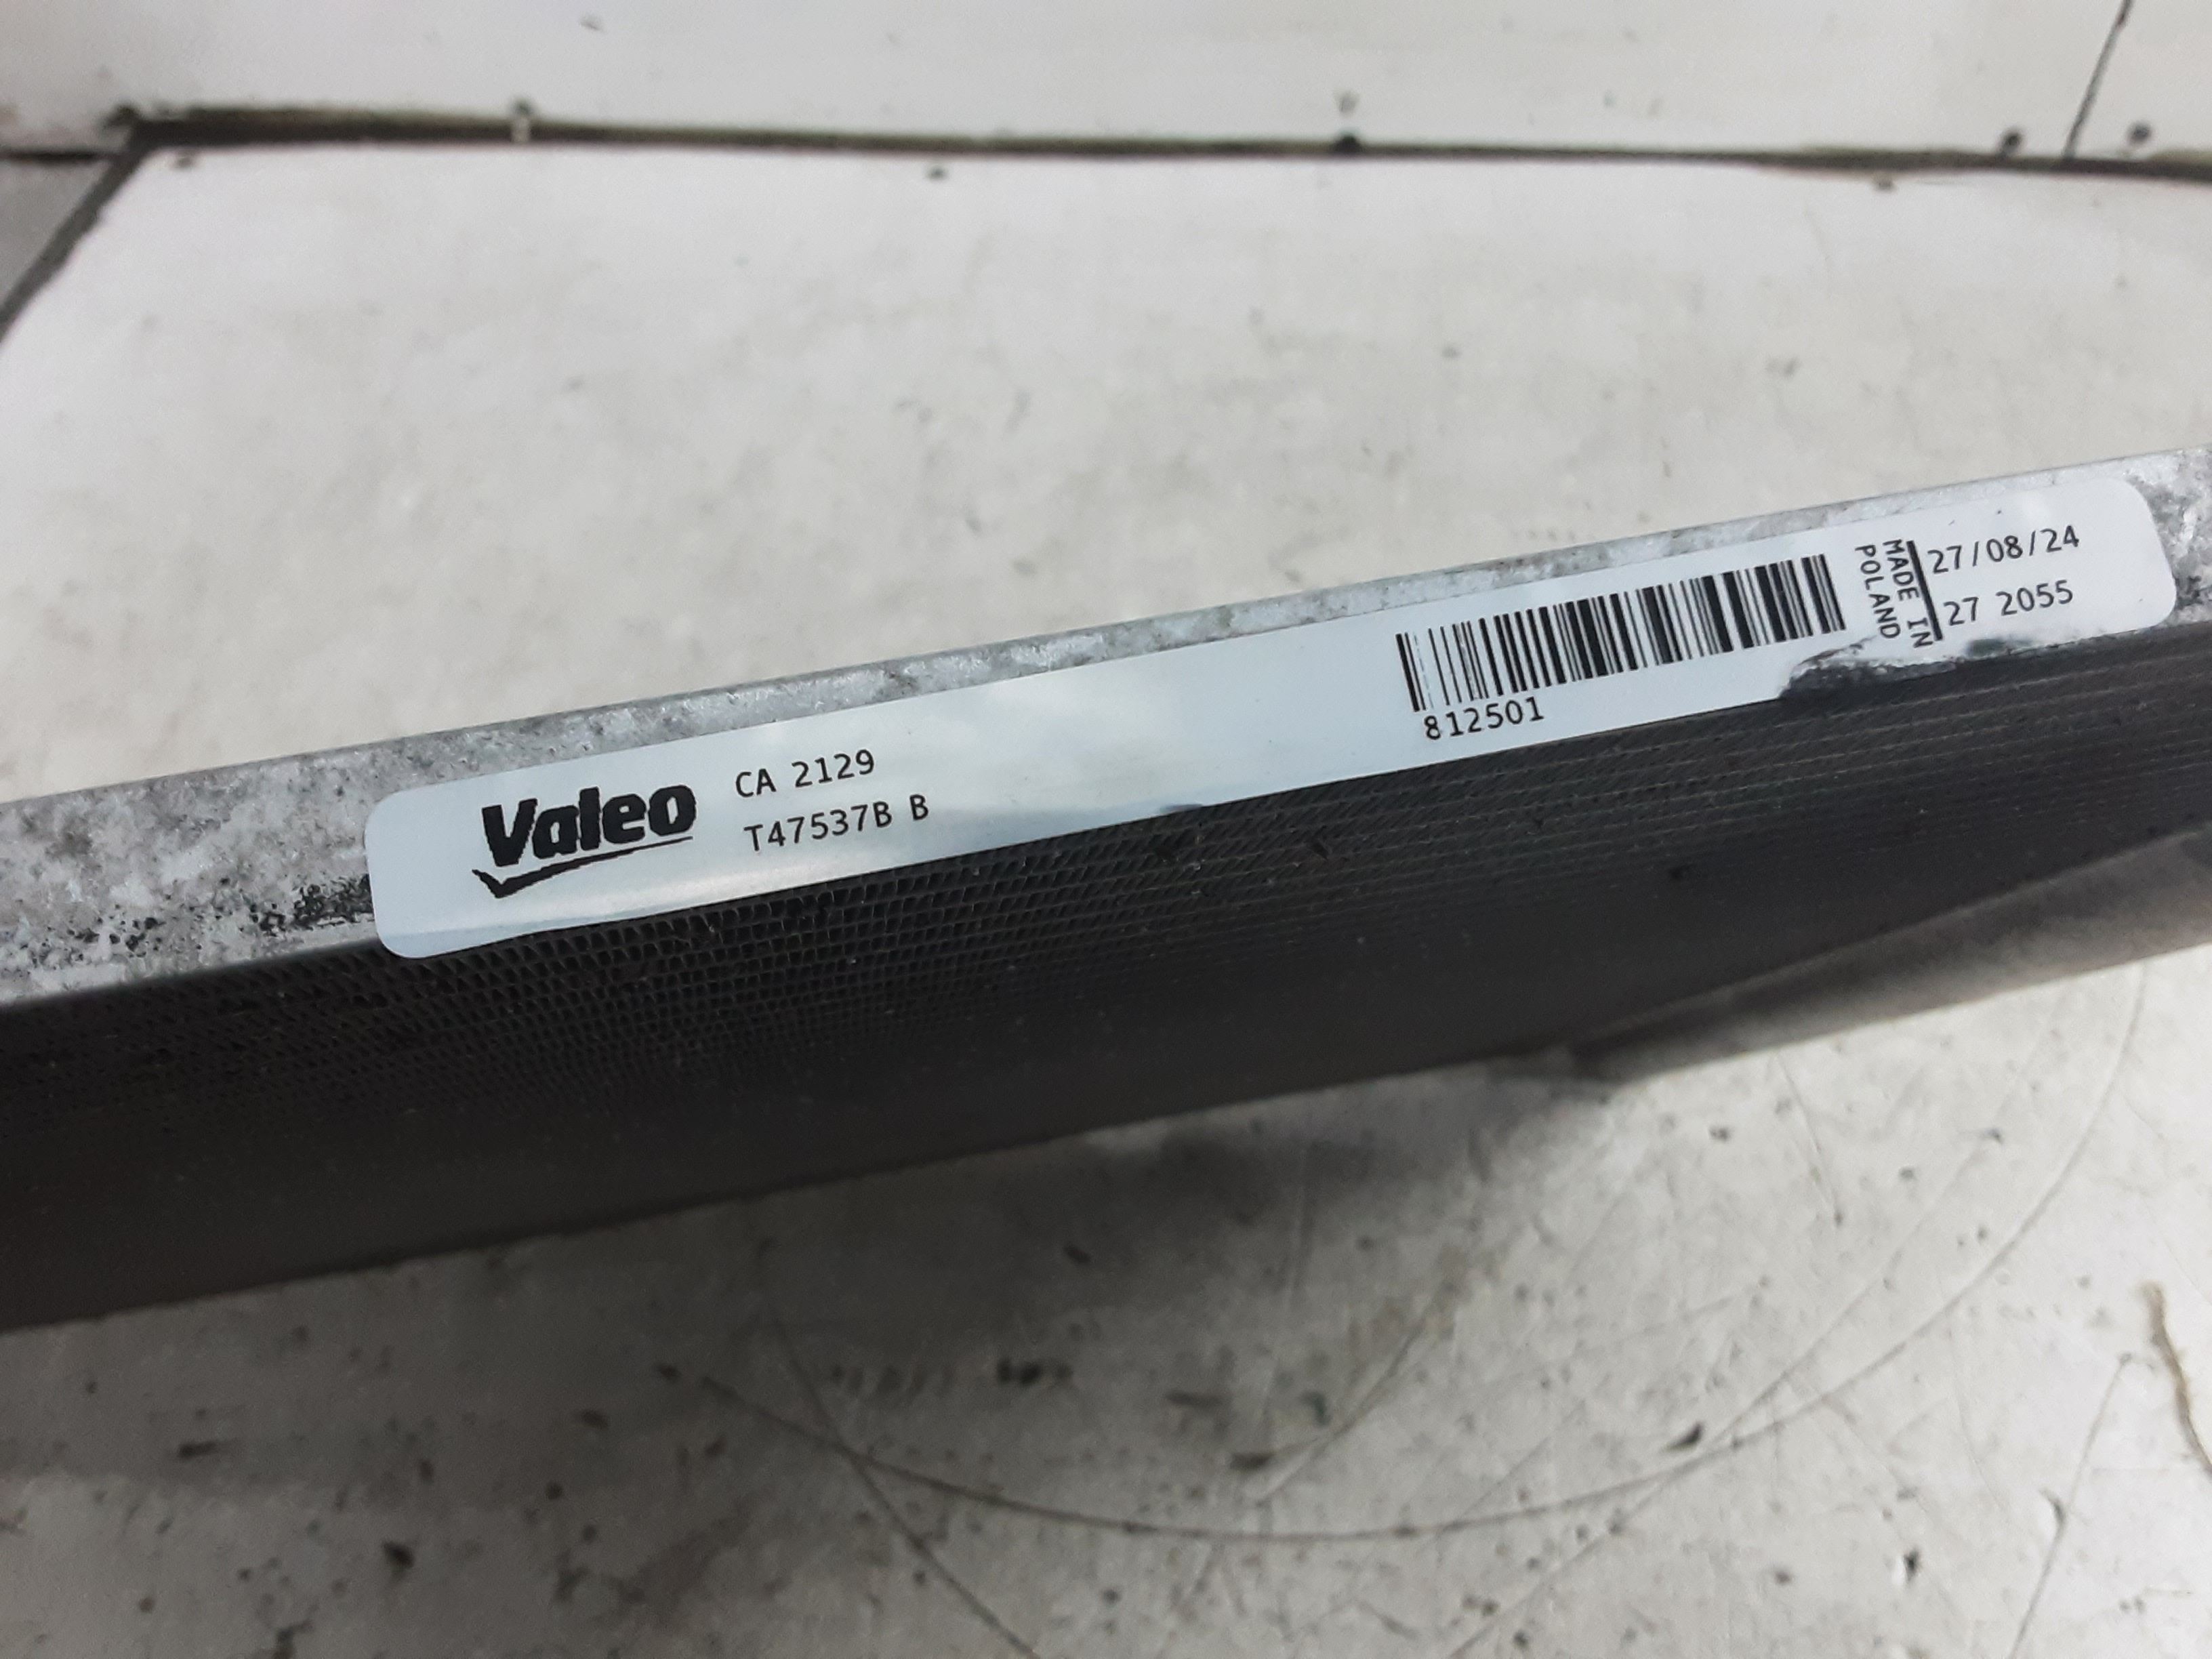 Valeo
CA 2129
T47537B B
812501
MADE IN
POLAND
27/08/24
27 2055